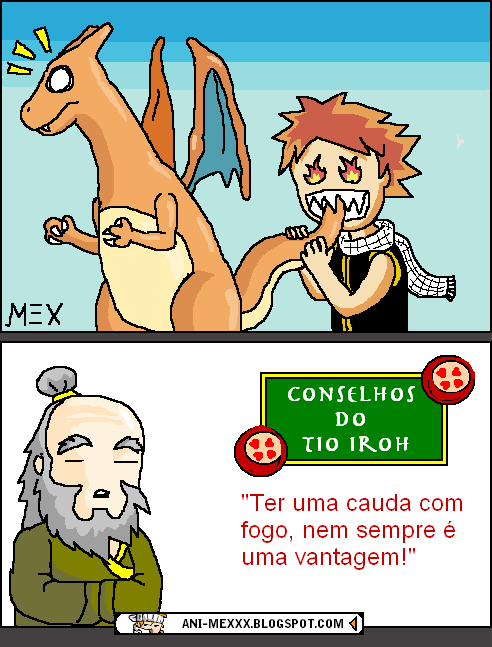 MEX
CONSELHOS
DO
TIO IROH
"Ter uma cauda com
fogo, nem sempre é
uma vantagem!"
ANI-MEXXX.BLOGSPOT.COM